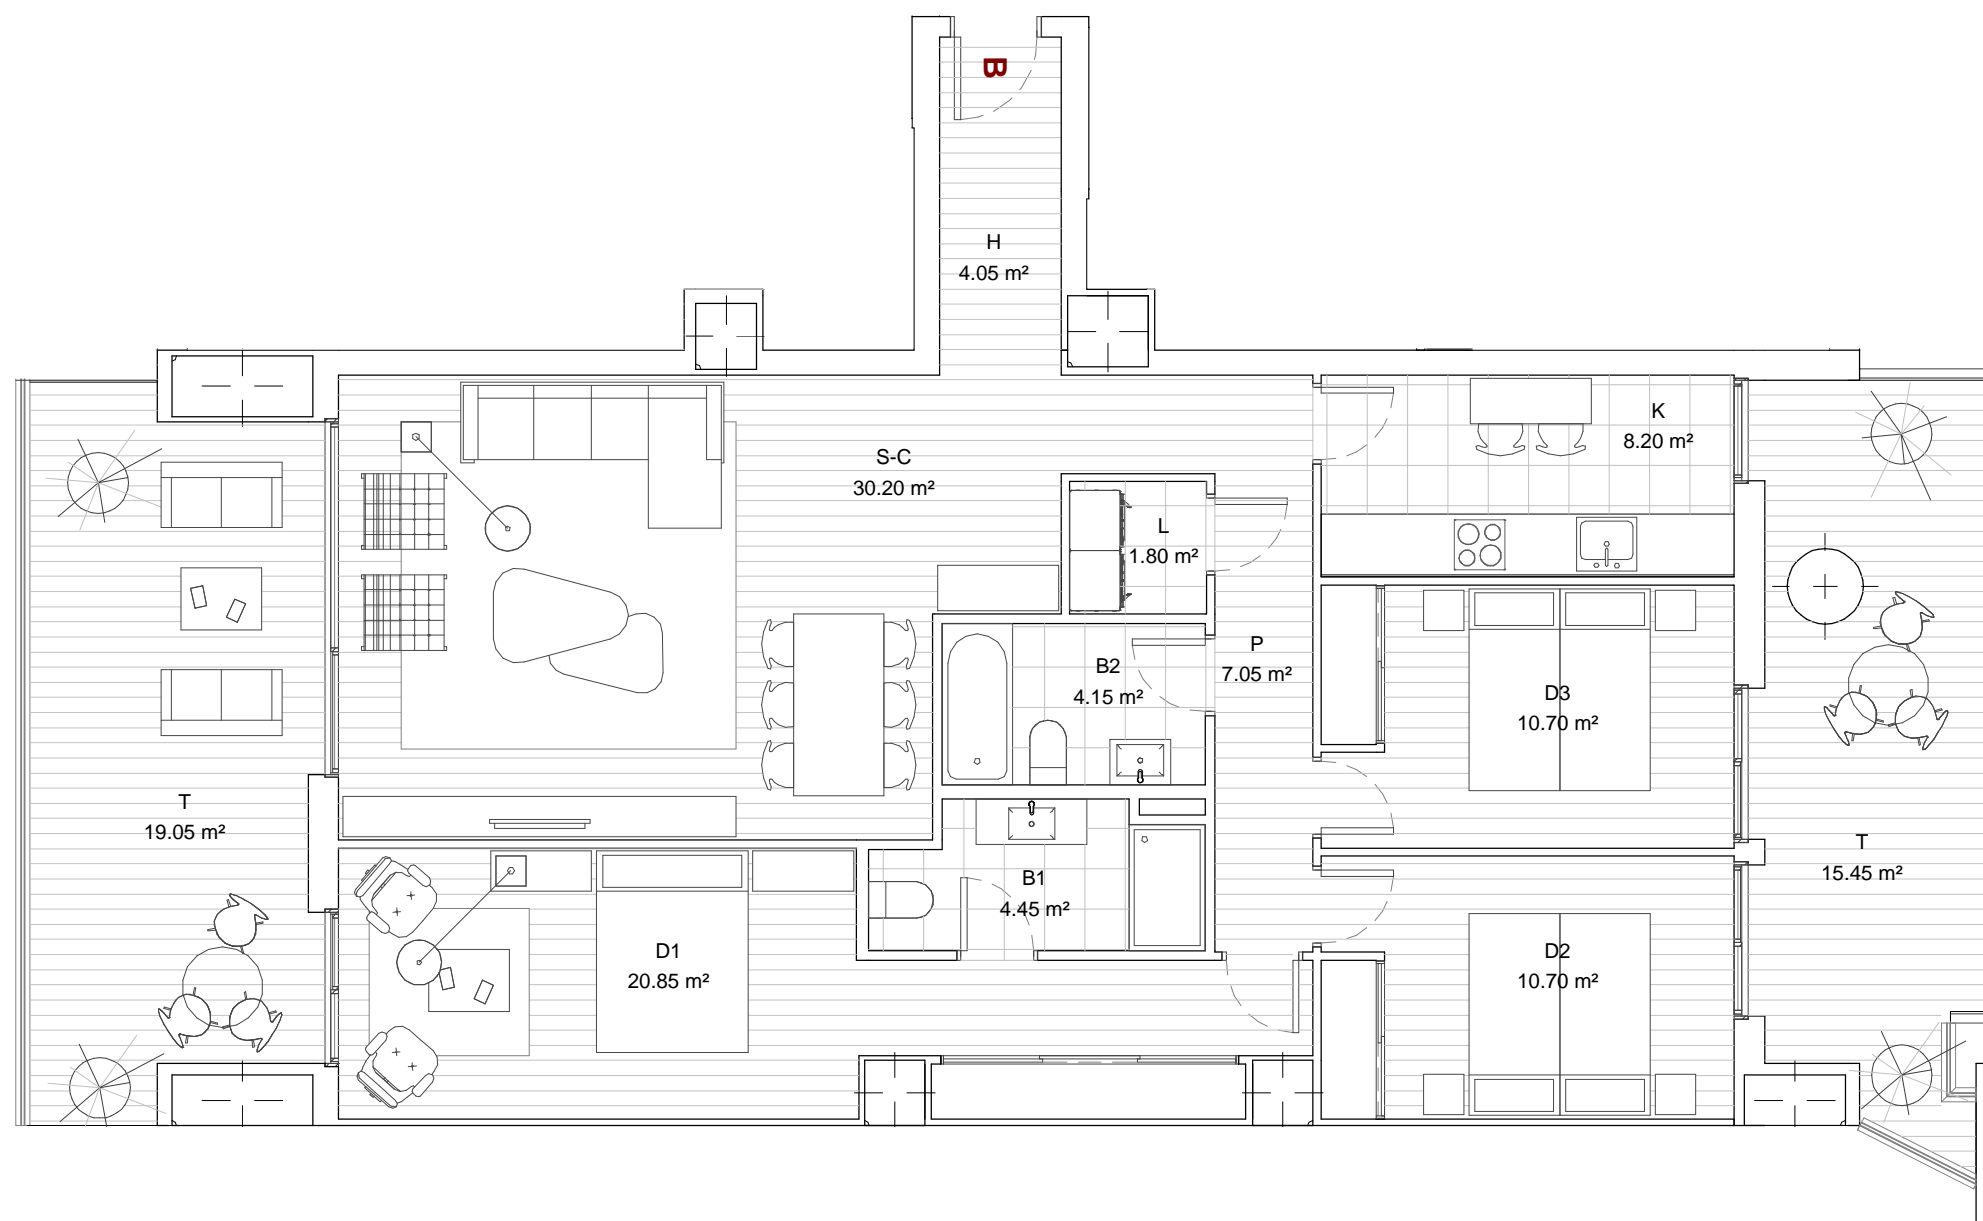 B
H
4.05 m²
K
8.20 m²
S-C
30.20 m²
L
1.80 m²
P
7.05 m²
B2
4.15 m²
D3
10.70 m²
T
19.05 m²
T
15.45 m²
B1
4.45 m²
D1
20.85 m²
D2
10.70 m²